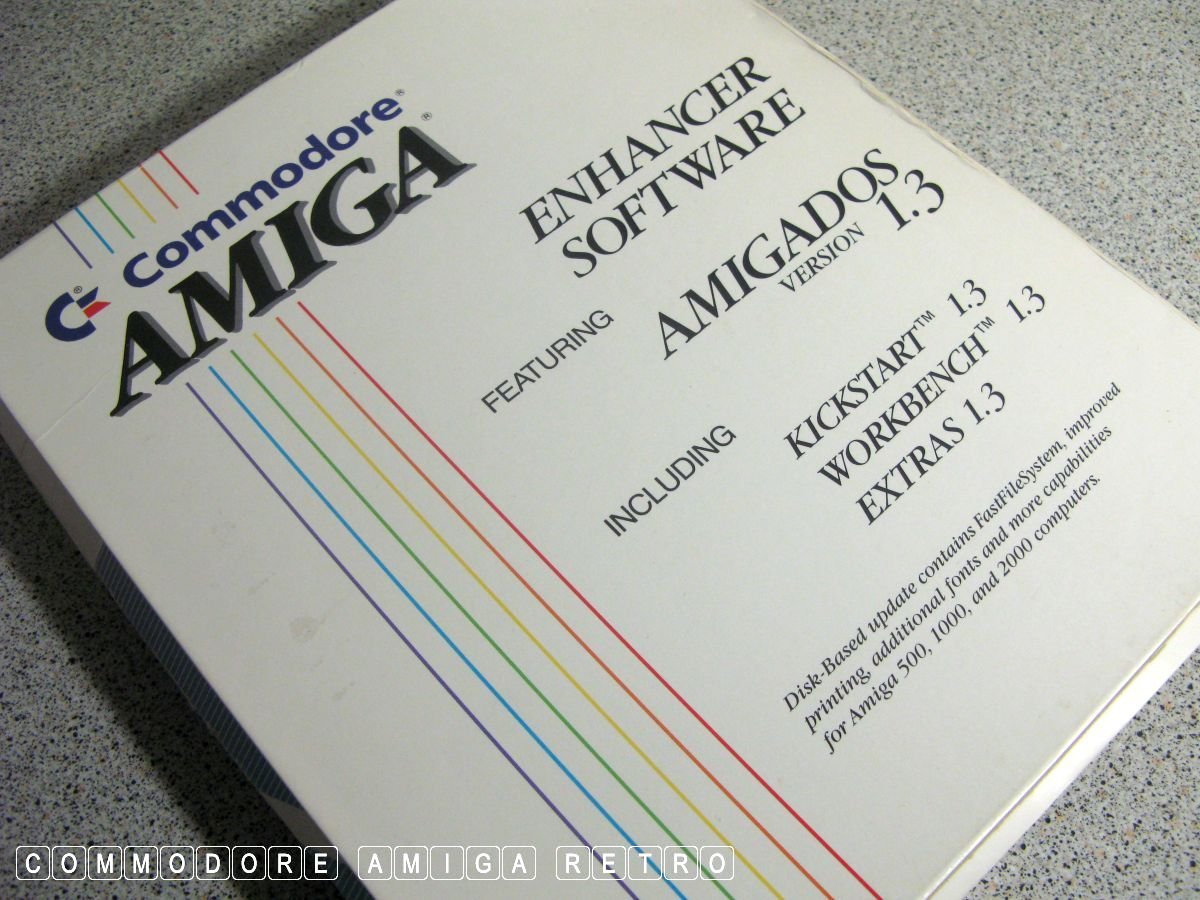 Commodore®
AMIGA®
ENHANCER
SOFTWARE
FEATURING
AMIGADOS
VERSION 1.3
INCLUDING
KICKSTART™ 1.3
WORKBENCH™ 1.3
EXTRAS 1.3
Disk-Based update contains FastFileSystem, improved
printing additional fonts and more capabilities
for Amiga 500, 1000, and 2000 computers.
COMMODORE AMIGA RETRO